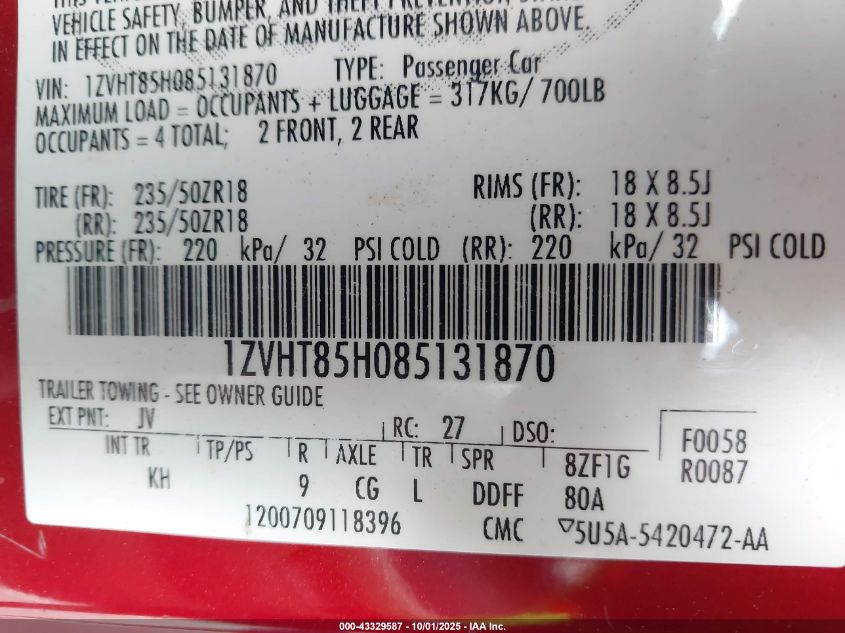 VEHICLE SAFETY, BUMPER, AND THEFT PREVENTION
IN EFFECT ON THE DATE OF MANUFACTURE SHOWN ABOVE.
VIN: 1ZVHT85H085131870 TYPE: Passenger Car
MAXIMUM LOAD = OCCUPANTS + LUGGAGE = 317KG/ 700LB
OCCUPANTS = 4 TOTAL; 2 FRONT, 2 REAR
TIRE (FR): 235/50ZR18 RIMS (FR): 18 X 8.5J
(RR): 235/50ZR18 (RR): 18 X 8.5J
PRESSURE (FR): 220 kPa/ 32 PSI COLD (RR): 220 kPa/ 32 PSI COLD
1ZVHT85H085131870
TRAILER TOWING - SEE OWNER GUIDE
EXT PNT: JV RC: 27 DSO: F0058
INT TR TP/PS R AXLE TR SPR 8ZF1G R0087
KH 9 CG L DDFF 80A
1200709118396 CMC ▽5U5A-5420472-AA
000-43329587 - 10/01/2025 - IAA Inc.